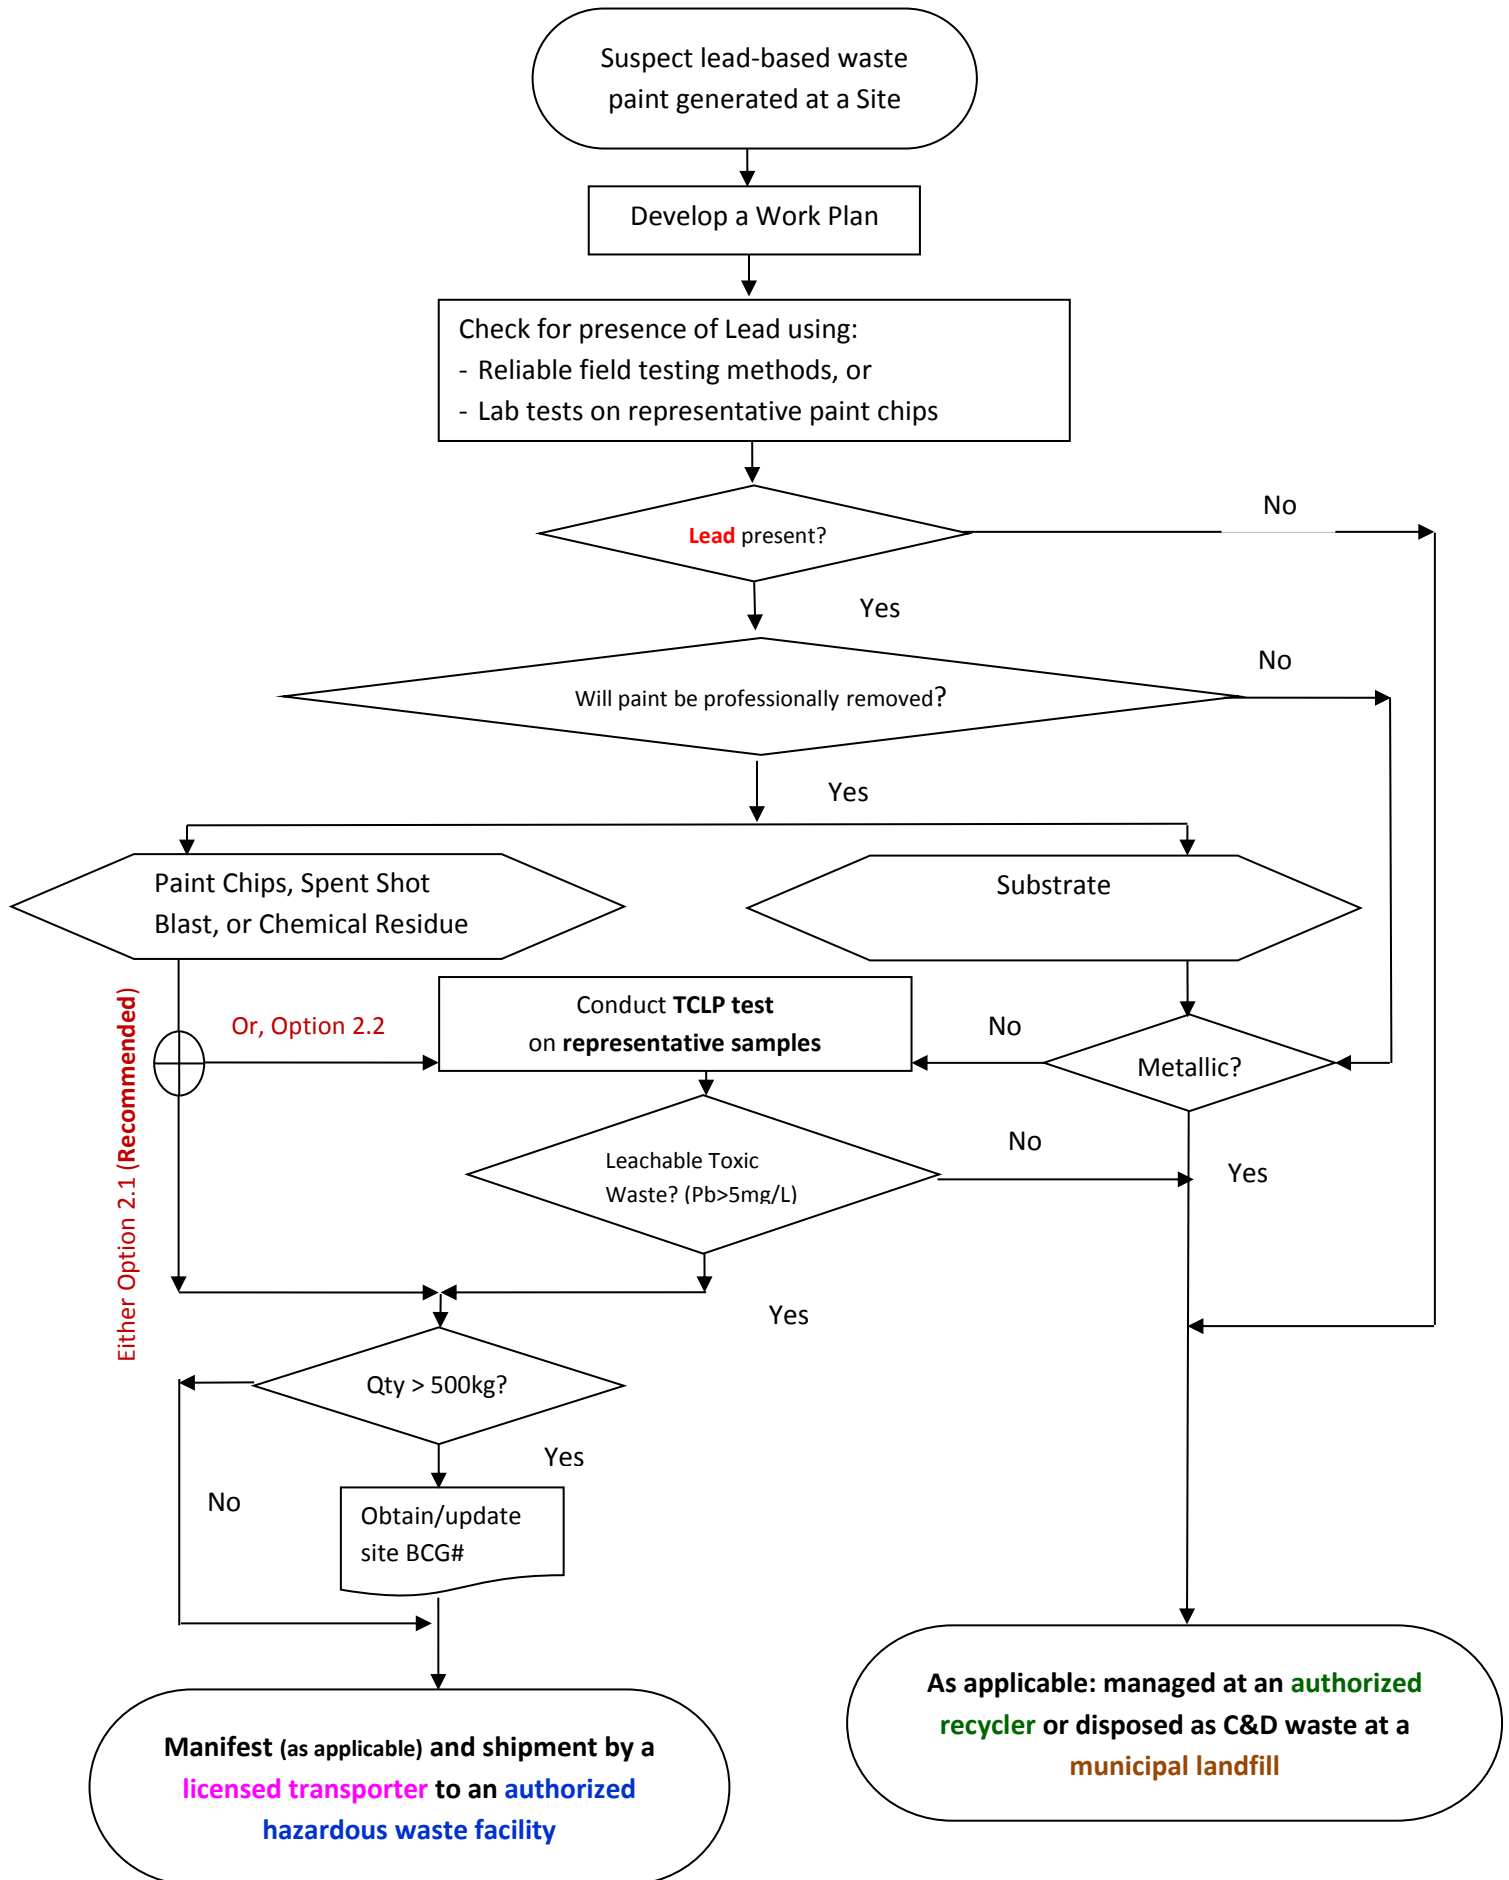 Suspect lead-based waste
paint generated at a Site
Develop a Work Plan
Check for presence of Lead using:
- Reliable field testing methods, or
- Lab tests on representative paint chips
No
Lead present?
Yes
No
Will paint be professionally removed?
Yes
Paint Chips, Spent Shot
Blast, or Chemical Residue
Substrate
Either Option 2.1 (Recommended)
Or, Option 2.2
Conduct TCLP test
on representative samples
No
Metallic?
No
Leachable Toxic
Waste? (Pb>5mg/L)
Yes
Yes
Qty > 500kg?
Yes
No
Obtain/update
site BCG#
As applicable: managed at an authorized
recycler or disposed as C&D waste at a
municipal landfill
Manifest (as applicable) and shipment by a
licensed transporter to an authorized
hazardous waste facility